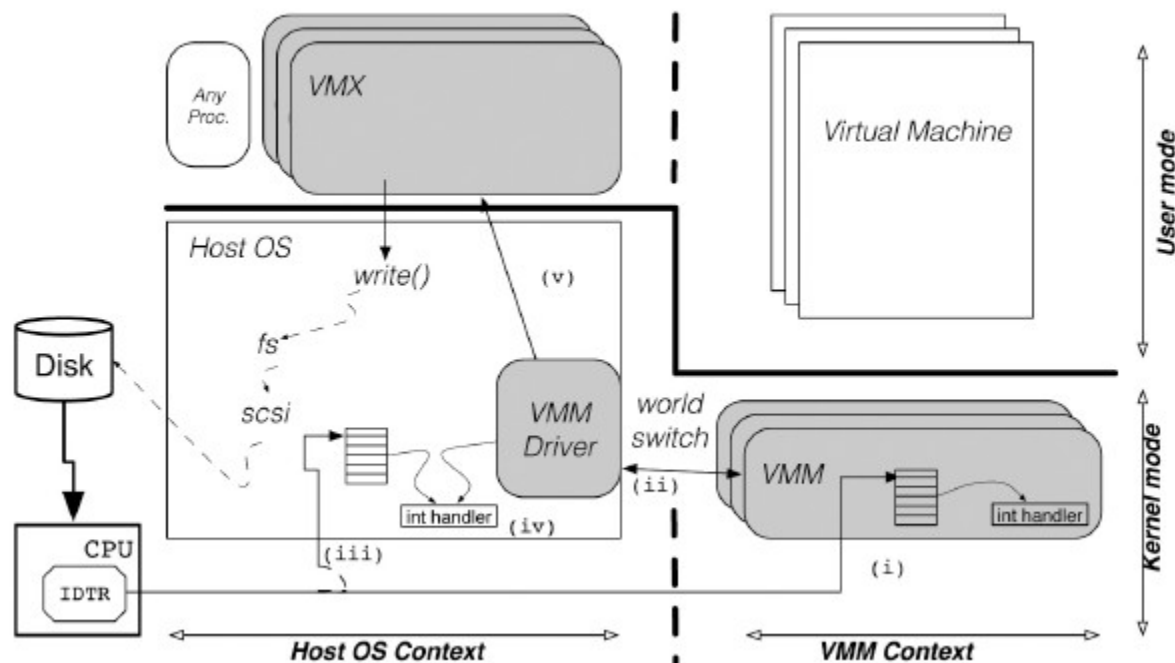 Any
Proc.
VMX
Virtual Machine
User mode
Host OS
write()
(v)
fs
Disk
scsi
VMM
Driver
world
switch
(ii)
VMM
int handler
(iv)
int handler
Kernel mode
CPU
(iii)
(i)
IDTR
Host OS Context
VMM Context